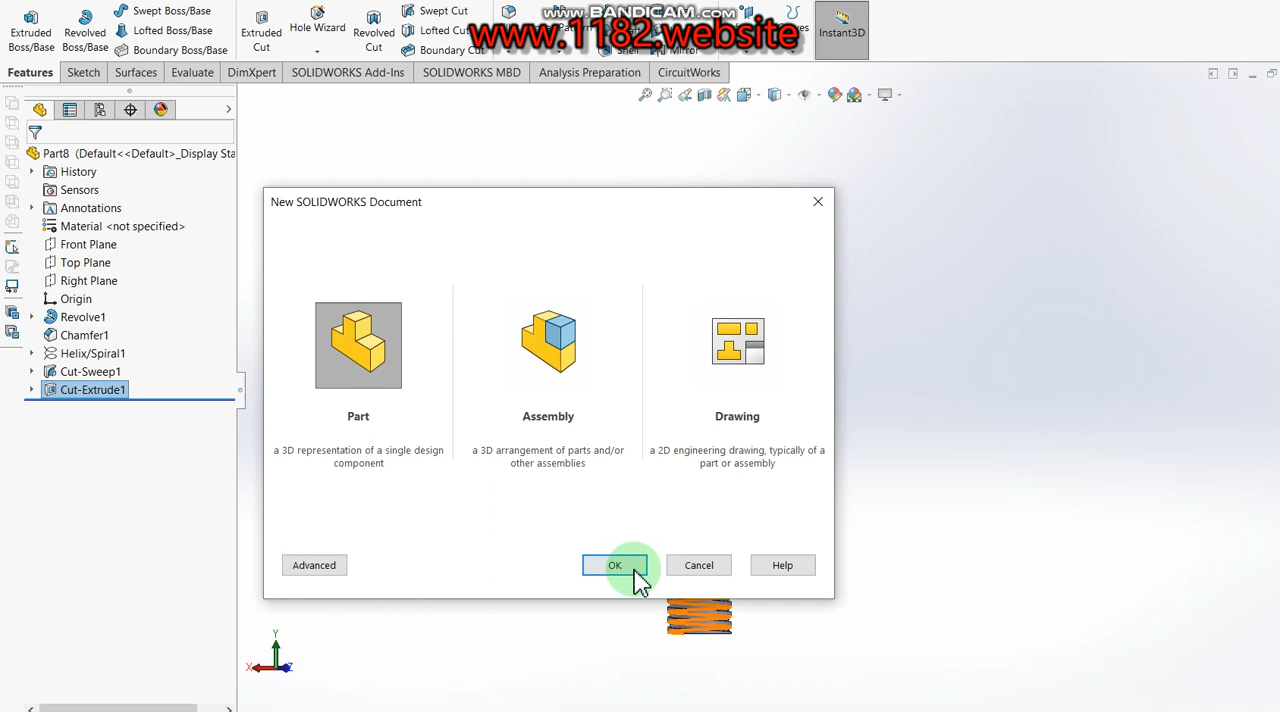 www.BANDICAM.com
www.1182.website
Extruded Boss/Base
Revolved Boss/Base
Swept Boss/Base
Lofted Boss/Base
Boundary Boss/Base
Extruded Cut
Hole Wizard
Revolved Cut
Swept Cut
Lofted Cut
Boundary Cut
Shell
Mirror
Instant3D
Features
Sketch
Surfaces
Evaluate
DimXpert
SOLIDWORKS Add-Ins
SOLIDWORKS MBD
Analysis Preparation
CircuitWorks
Part8 (Default<<Default>_Display Sta
History
Sensors
Annotations
Material <not specified>
Front Plane
Top Plane
Right Plane
Origin
Revolve1
Chamfer1
Helix/Spiral1
Cut-Sweep1
Cut-Extrude1
New SOLIDWORKS Document
Part
a 3D representation of a single design
component
Assembly
a 3D arrangement of parts and/or
other assemblies
Drawing
a 2D engineering drawing, typically of a
part or assembly
Advanced
OK
Cancel
Help
Y
X
Z